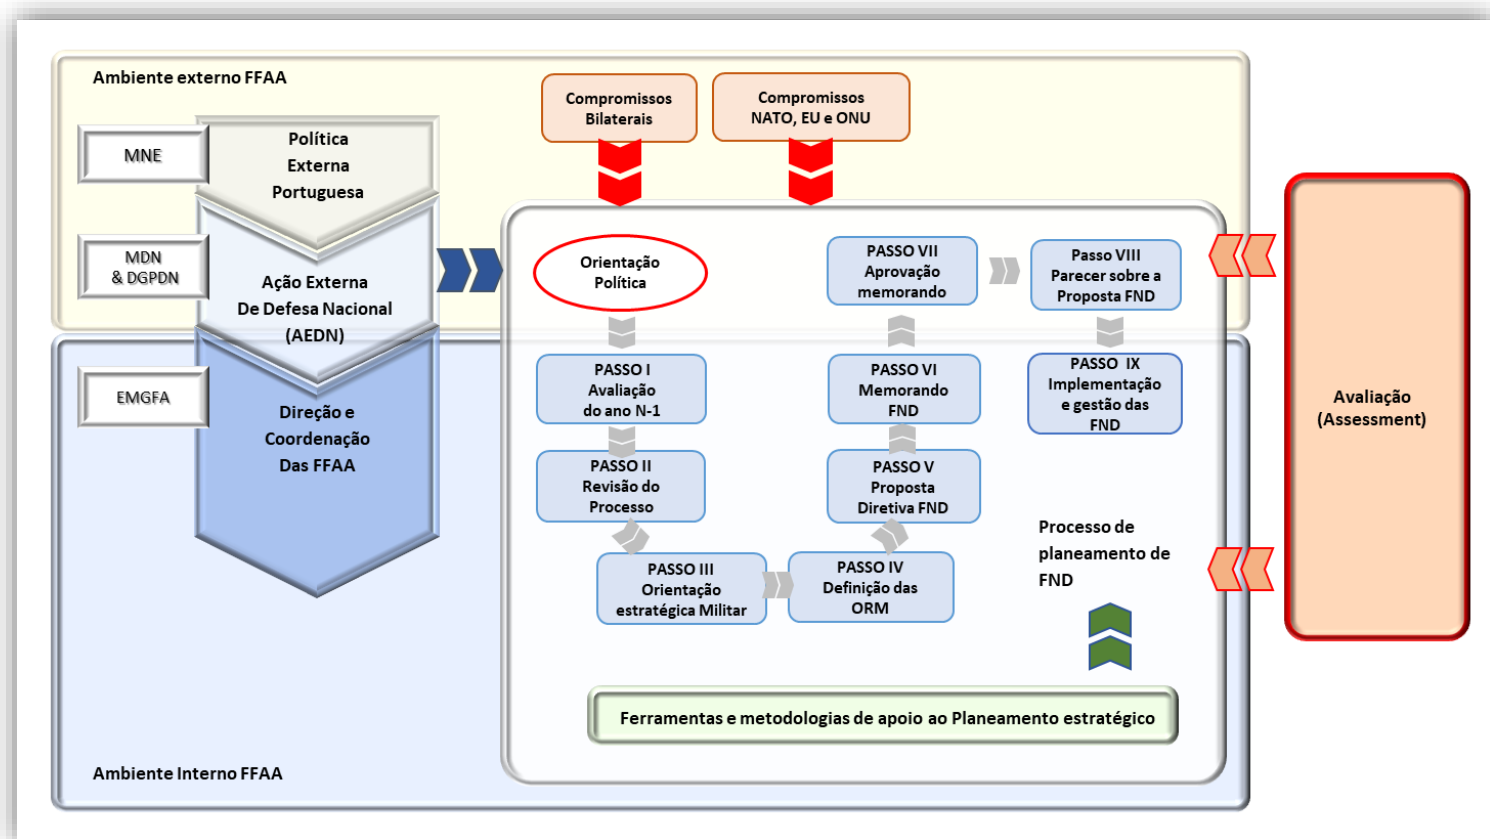 Ambiente externo FFAA
MNE
Política
Externa
Portuguesa
MDN
& DGPDN
Ação Externa
De Defesa Nacional
(AEDN)
EMGFA
Direção e
Coordenação
Das FFAA
Ambiente Interno FFAA
Compromissos
Bilaterais
Compromissos
NATO, EU e ONU
Orientação
Política
PASSO I
Avaliação
do ano N-1
PASSO II
Revisão do
Processo
PASSO III
Orientação
estratégica Militar
PASSO IV
Definição das
ORM
PASSO V
Proposta
Diretiva FND
PASSO VI
Memorando
FND
PASSO VII
Aprovação
memorando
Passo VIII
Parecer sobre a
Proposta FND
PASSO IX
Implementação
e gestão das
FND
Processo de
planeamento de
FND
Ferramentas e metodologias de apoio ao Planeamento estratégico
Avaliação
(Assessment)